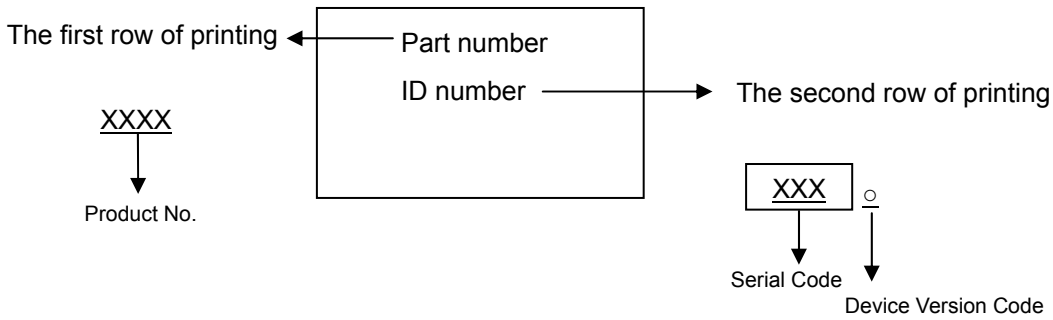 The first row of printing
Part number
ID number
The second row of printing
XXXX
Product No.
XXX ○
Serial Code
Device Version Code